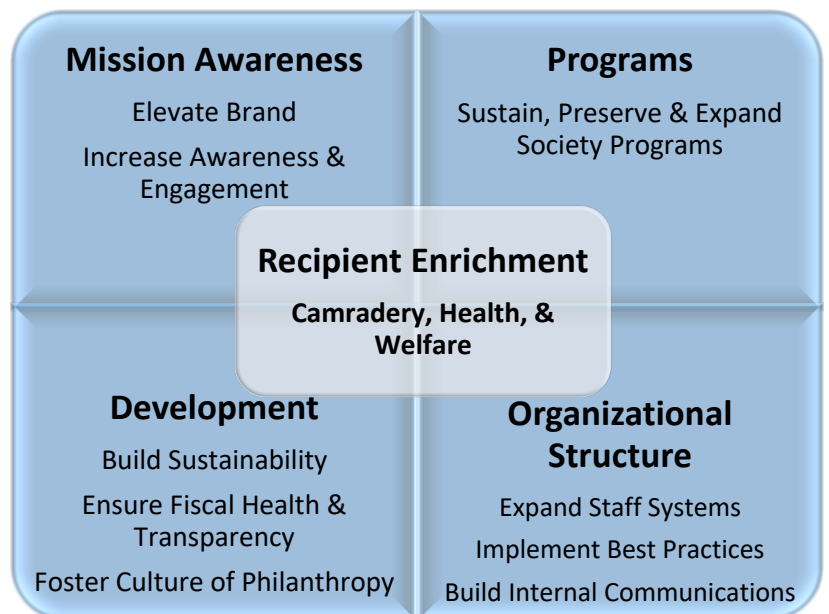 Mission Awareness
Elevate Brand
Increase Awareness &
Engagement
Programs
Sustain, Preserve & Expand
Society Programs
Recipient Enrichment
Camradery, Health, &
Welfare
Development
Build Sustainability
Ensure Fiscal Health &
Transparency
Foster Culture of Philanthropy
Organizational
Structure
Expand Staff Systems
Implement Best Practices
Build Internal Communications